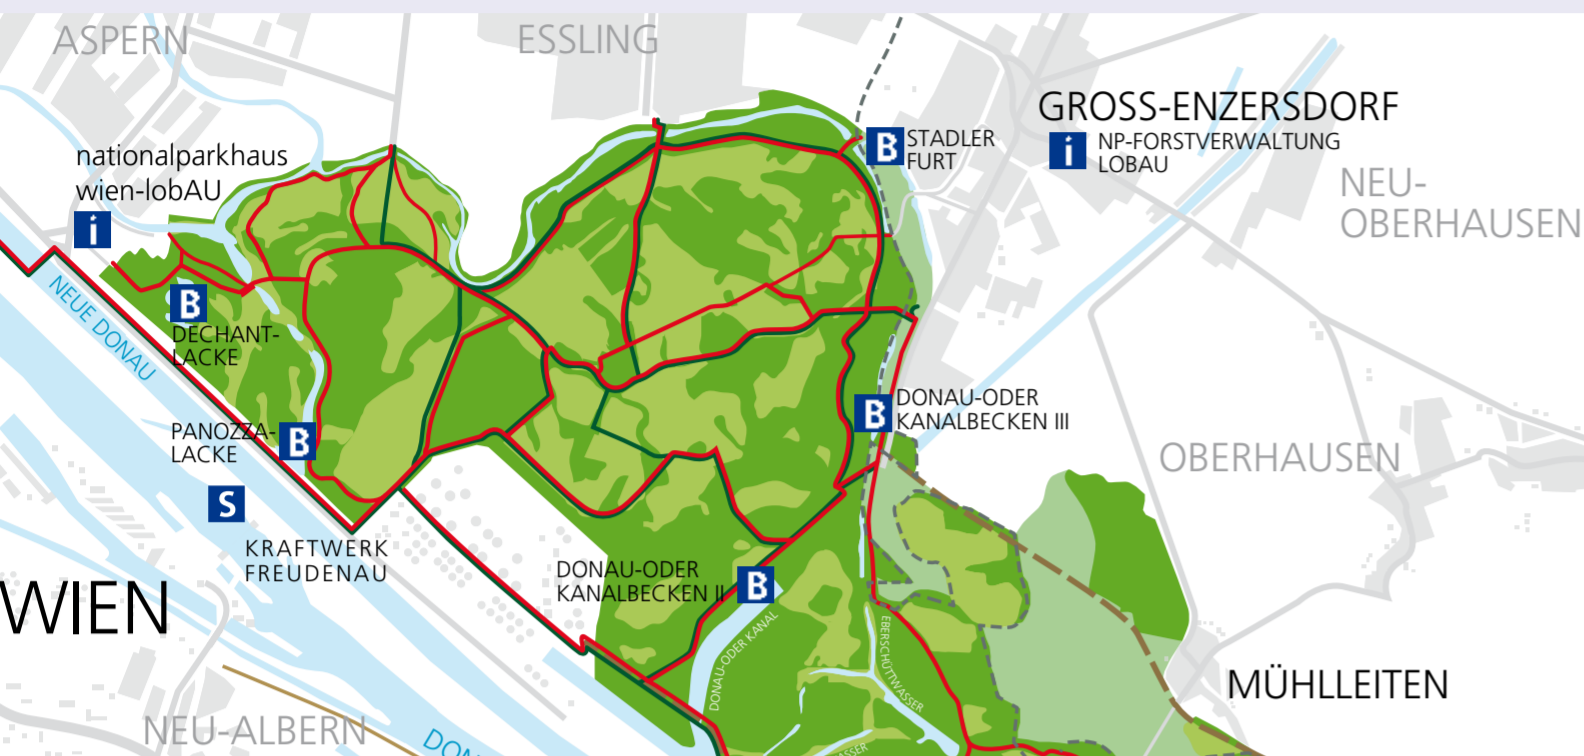 ASPERN
ESSLING
GROSS-ENZERSDORF
i
NP-FORSTVERWALTUNG
LOBAU
B
STADLER
FURT
nationalparkhaus
wien-lobAU
i
NEU-
OBERHAUSEN
NEUE DONAU
B
DECHANT-
LACKE
B
DONAU-ODER
KANALBECKEN III
PANOZZA-
LACKE
B
OBERHAUSEN
S
KRAFTWERK
FREUDENAU
DONAU-ODER
KANALBECKEN II
B
WIEN
DONAU-ODER KANAL
EBERSCHÜTTWASSER
MÜHLLEITEN
NEU-ALBERN